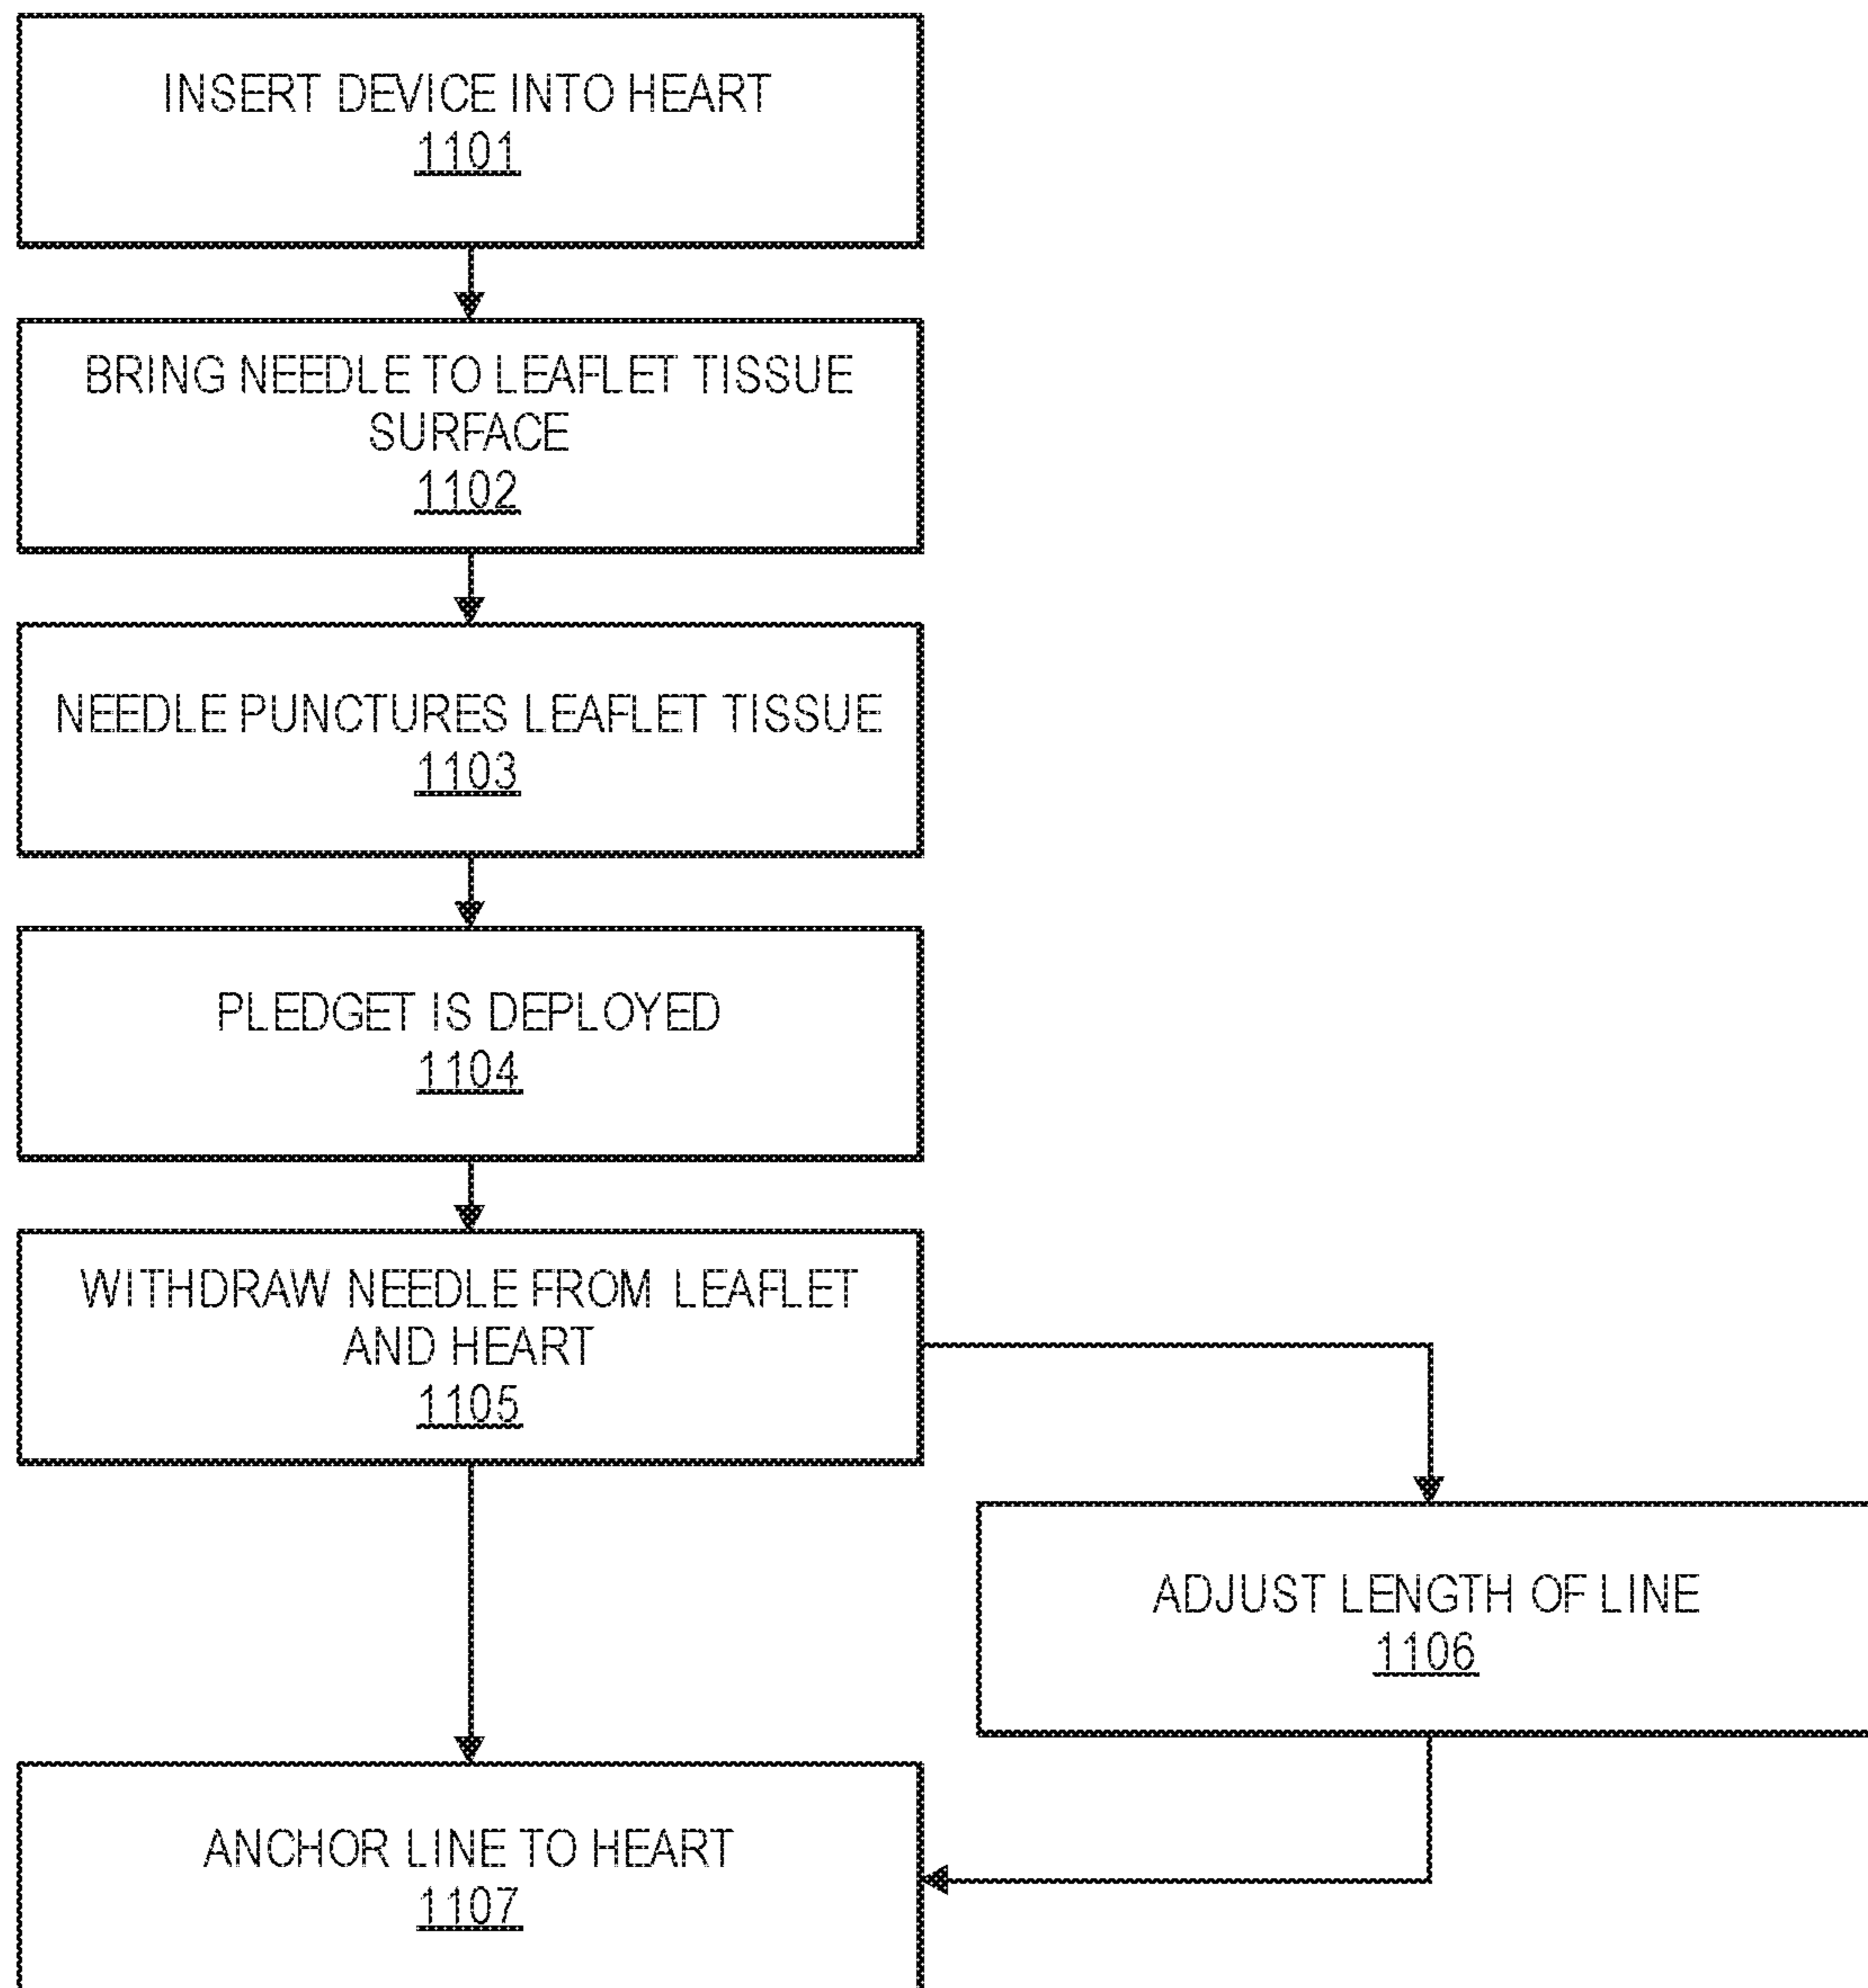 INSERT DEVICE INTO HEART
1101
BRING NEEDLE TO LEAFLET TISSUE
SURFACE
1102
NEEDLE PUNCTURES LEAFLET TISSUE
1103
PLEDGET IS DEPLOYED
1104
WITHDRAW NEEDLE FROM LEAFLET
AND HEART
1105
ADJUST LENGTH OF LINE
1106
ANCHOR LINE TO HEART
1107